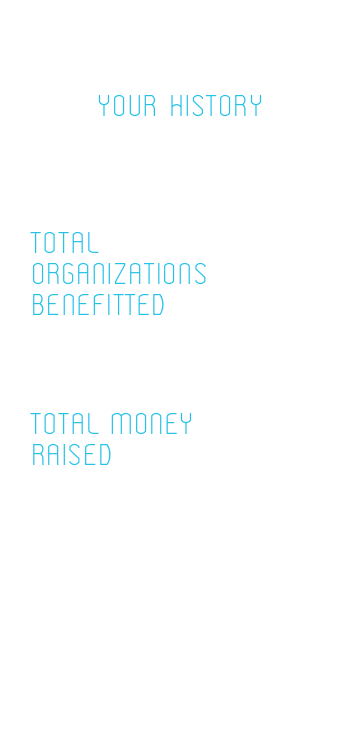 YOUR HISTORY
TOTAL
ORGANIZATIONS
BENEFITTED
TOTAL MONEY
RAISED